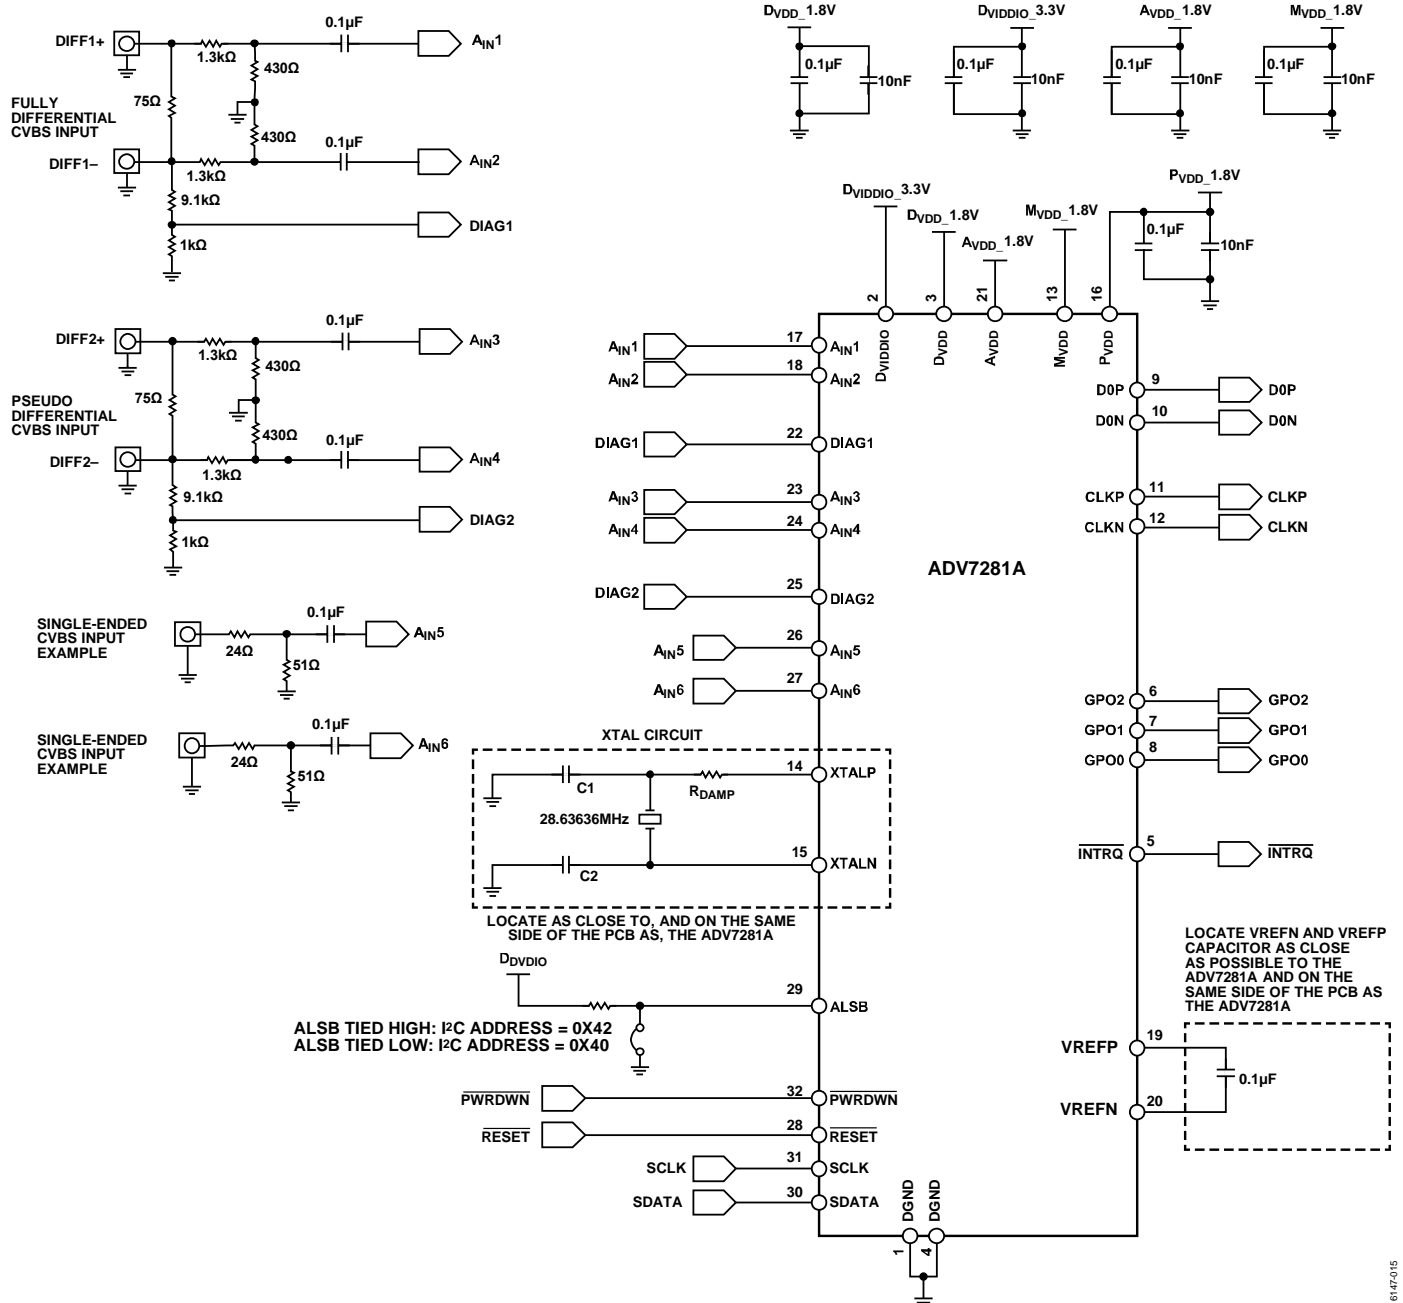 DIFF1+
1.3kΩ
0.1µF
AIN1
430Ω
75Ω
FULLY
DIFFERENTIAL
CVBS INPUT
430Ω
0.1µF
DIFF1–
1.3kΩ
AIN2
9.1kΩ
DIAG1
1kΩ
DIFF2+
1.3kΩ
0.1µF
AIN3
430Ω
75Ω
PSEUDO
DIFFERENTIAL
CVBS INPUT
430Ω
0.1µF
DIFF2–
1.3kΩ
AIN4
9.1kΩ
DIAG2
1kΩ
SINGLE-ENDED
CVBS INPUT
EXAMPLE
24Ω
0.1µF
AIN5
51Ω
SINGLE-ENDED
CVBS INPUT
EXAMPLE
24Ω
0.1µF
AIN6
51Ω
DVDD_1.8V
0.1µF
10nF
DVIDDIO_3.3V
0.1µF
10nF
AVDD_1.8V
0.1µF
10nF
MVDD_1.8V
0.1µF
10nF
PVDD_1.8V
0.1µF
10nF
DVIDDIO_3.3V
DVDD_1.8V
AVDD_1.8V
MVDD_1.8V
2
3
21
13
16
DVIDDIO
DVDD
AVDD
MVDD
PVDD
AIN1
17
AIN1
AIN2
18
AIN2
DIAG1
22
DIAG1
AIN3
23
AIN3
AIN4
24
AIN4
DIAG2
25
DIAG2
AIN5
26
AIN5
AIN6
27
AIN6
ADV7281A
D0P
9
D0P
D0N
10
D0N
CLKP
11
CLKP
CLKN
12
CLKN
GPO2
6
GPO2
GPO1
7
GPO1
GPO0
8
GPO0
INTRQ
5
INTRQ
XTAL CIRCUIT
C1
RDAMP
14
XTALP
28.63636MHz
C2
15
XTALN
LOCATE AS CLOSE TO, AND ON THE SAME
SIDE OF THE PCB AS, THE ADV7281A
DDVDIO
29
ALSB
ALSB TIED HIGH: I2C ADDRESS = 0X42
ALSB TIED LOW: I2C ADDRESS = 0X40
PWRDWN
32
PWRDWN
RESET
28
RESET
SCLK
31
SCLK
SDATA
30
SDATA
DGND
DGND
1
4
LOCATE VREFN AND VREFP
CAPACITOR AS CLOSE
AS POSSIBLE TO THE
ADV7281A AND ON THE
SAME SIDE OF THE PCB AS
THE ADV7281A
VREFP
19
0.1µF
VREFN
20
6147-015